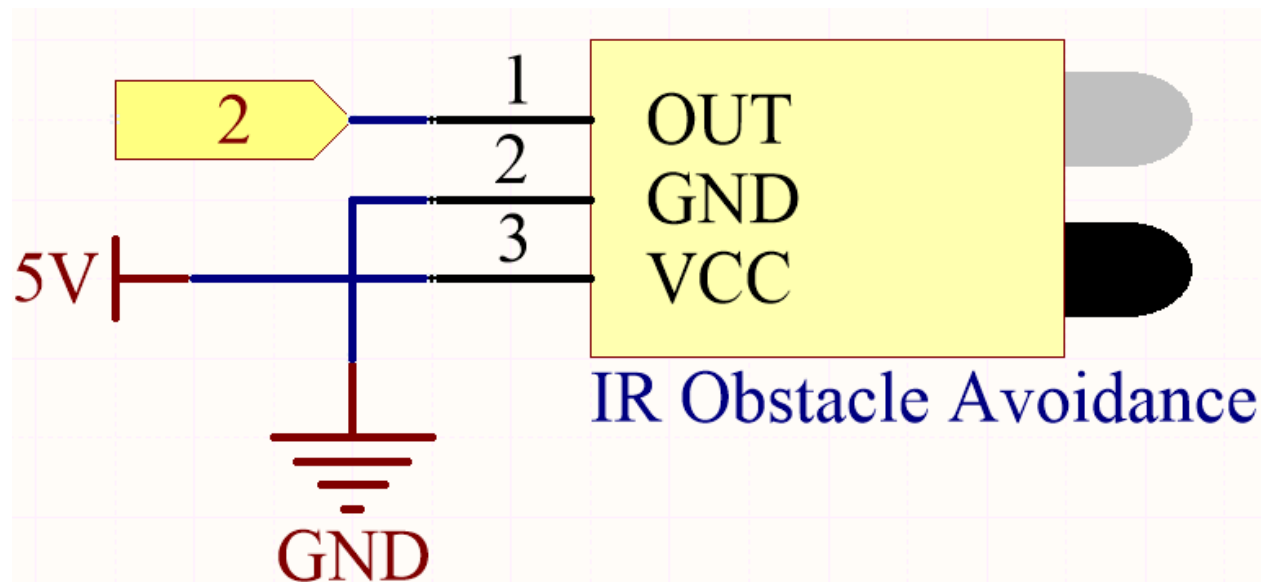 1
2 OUT
2
GND
3
5V VCC
IR Obstacle Avoidance
GND